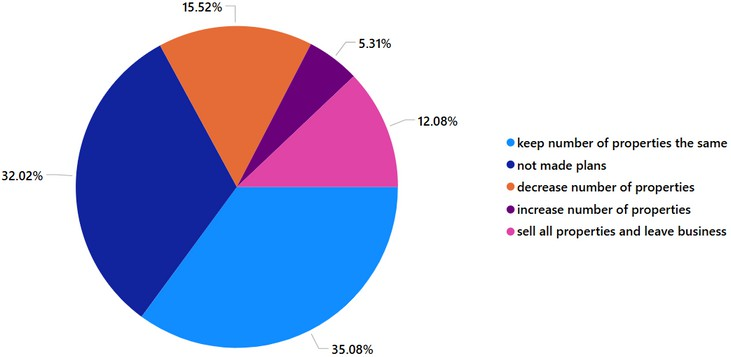 15.52%
5.31%
12.08%
32.02%
35.08%
keep number of properties the same
not made plans
decrease number of properties
increase number of properties
sell all properties and leave business